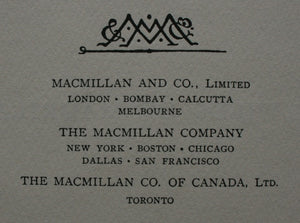 MACMILLAN AND CO., LIMITED
LONDON · BOMBAY · CALCUTTA
MELBOURNE
THE MACMILLAN COMPANY
NEW YORK · BOSTON · CHICAGO
DALLAS · SAN FRANCISCO
THE MACMILLAN CO. OF CANADA, LTD.
TORONTO